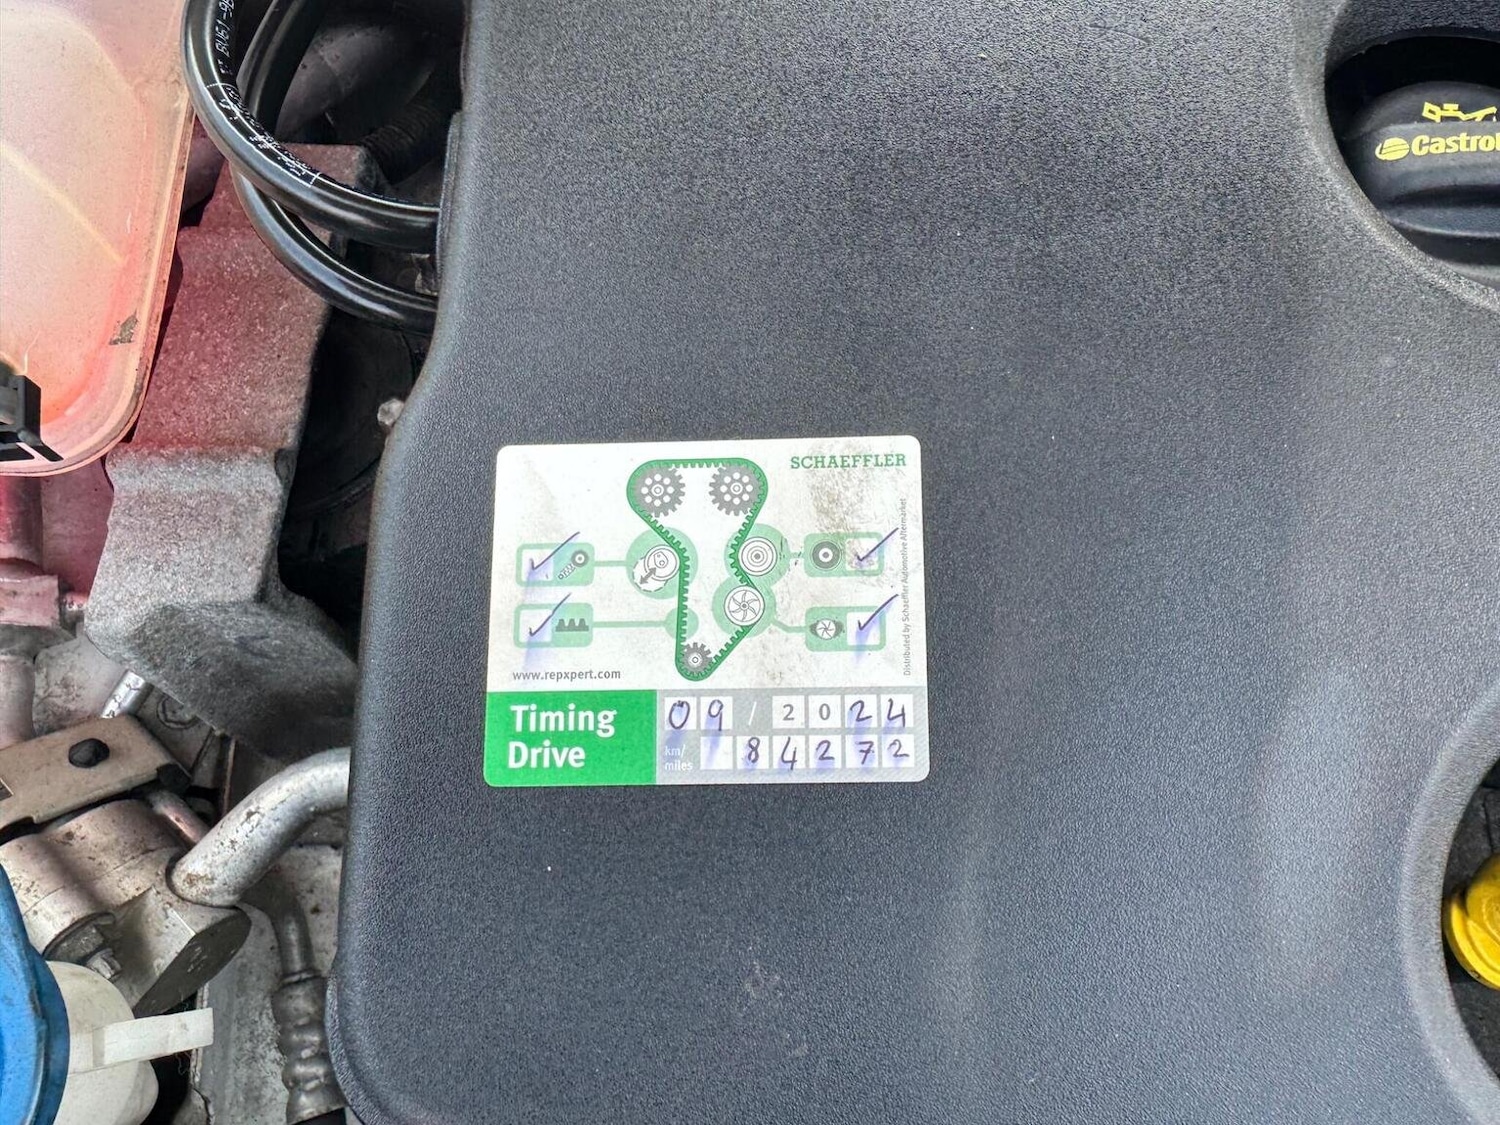 Castrol
SCHAEFFLER
Distributed by Schaeffler Automotive Aftermarket
www.repxpert.com
Timing
Drive
09 / 2024
km/
miles
84272